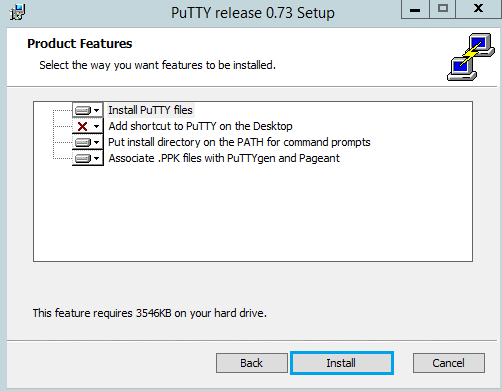 PuTTY release 0.73 Setup
Product Features
Select the way you want features to be installed.
Install PuTTY files
Add shortcut to PuTTY on the Desktop
Put install directory on the PATH for command prompts
Associate .PPK files with PuTTYgen and Pageant
This feature requires 3546KB on your hard drive.
Back Install Cancel